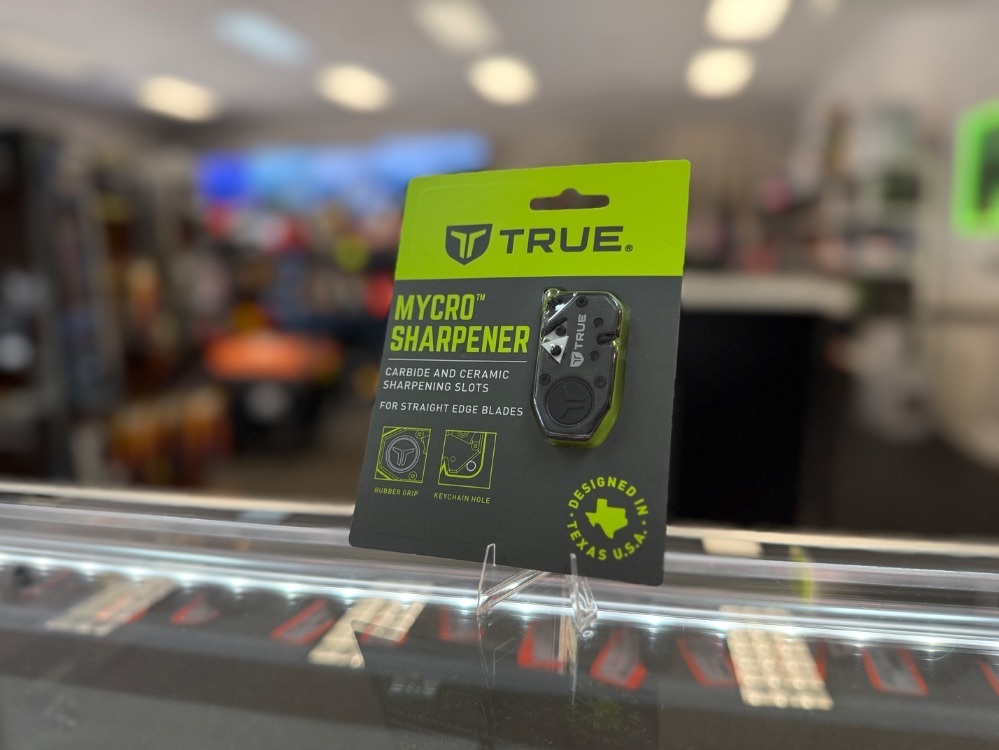 TRUE®
MYCRO™
SHARPENER
CARBIDE AND CERAMIC
SHARPENING SLOTS
FOR STRAIGHT EDGE BLADES
RUBBER GRIP
KEYCHAIN HOLE
TRUE
DESIGNED IN
TEXAS U.S.A.